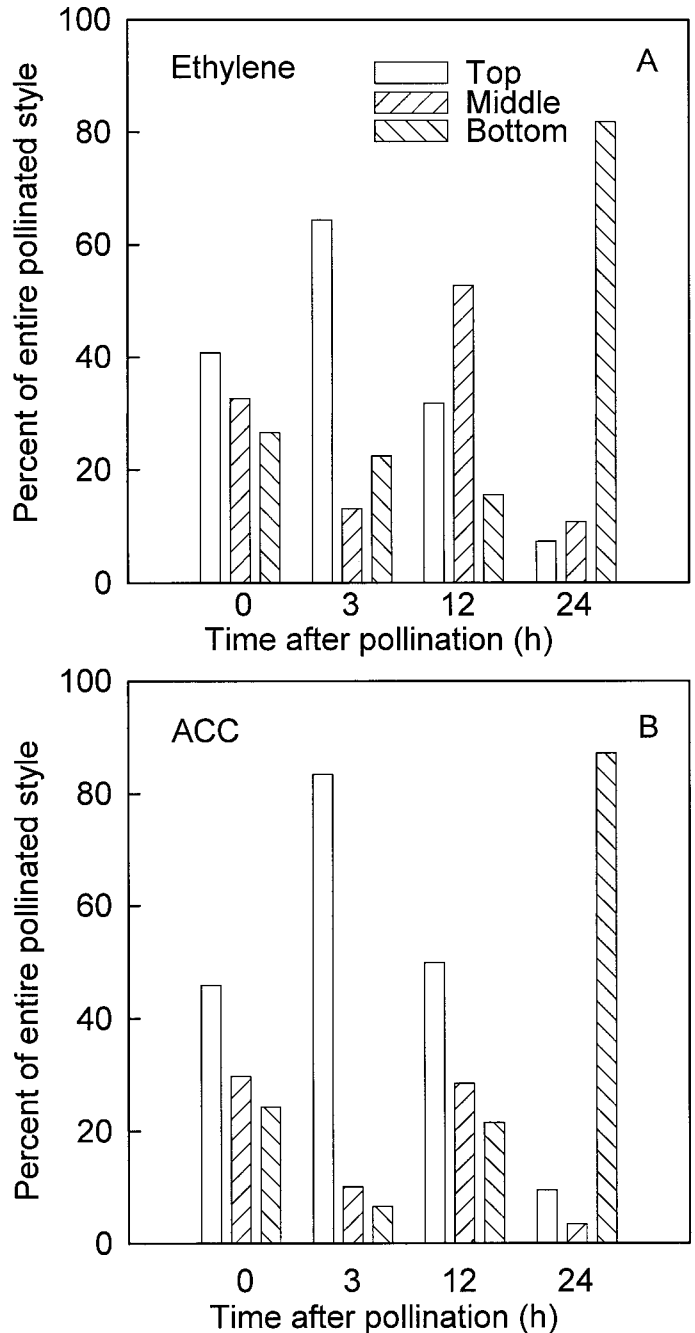 100
Ethylene
Top
A
Middle
Bottom
80
60
40
20
0
Percent of entire pollinated style
0 3 12 24
Time after pollination (h)
100
ACC
B
80
60
40
20
0
Percent of entire pollinated style
0 3 12 24
Time after pollination (h)